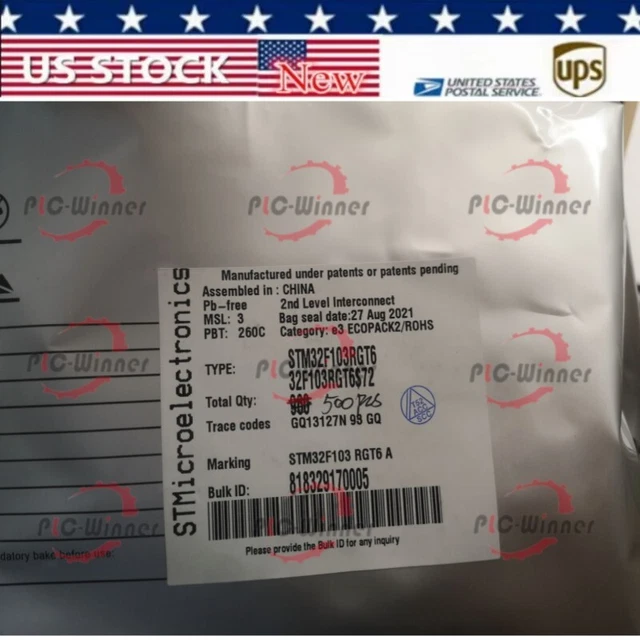 US STOCK
New
UNITED STATES
POSTAL SERVICE
ups
PLC-Winner
PLC-Winner
PLC-Winner
Manufactured under patents or patents pending
STMicroelectronics
Assembled in : CHINA
Pb-free 2nd Level Interconnect
MSL: 3 Bag seal date:27 Aug 2021
PBT: 260C Category: e3 ECOPACK2/ROHS
TYPE: STM32F103RGT6
32F103RGT6$72
PLC-Winner
PLC-Winner
Total Qty: 500 pcs
Trace codes GQ13127N 93 GQ
Marking STM32F103 RGT6 A
Bulk ID: 818329170005
PLC-Winner
PLC-Winner
PLC-Winner
Please provide the Bulk ID for any inquiry
datory bake before use: